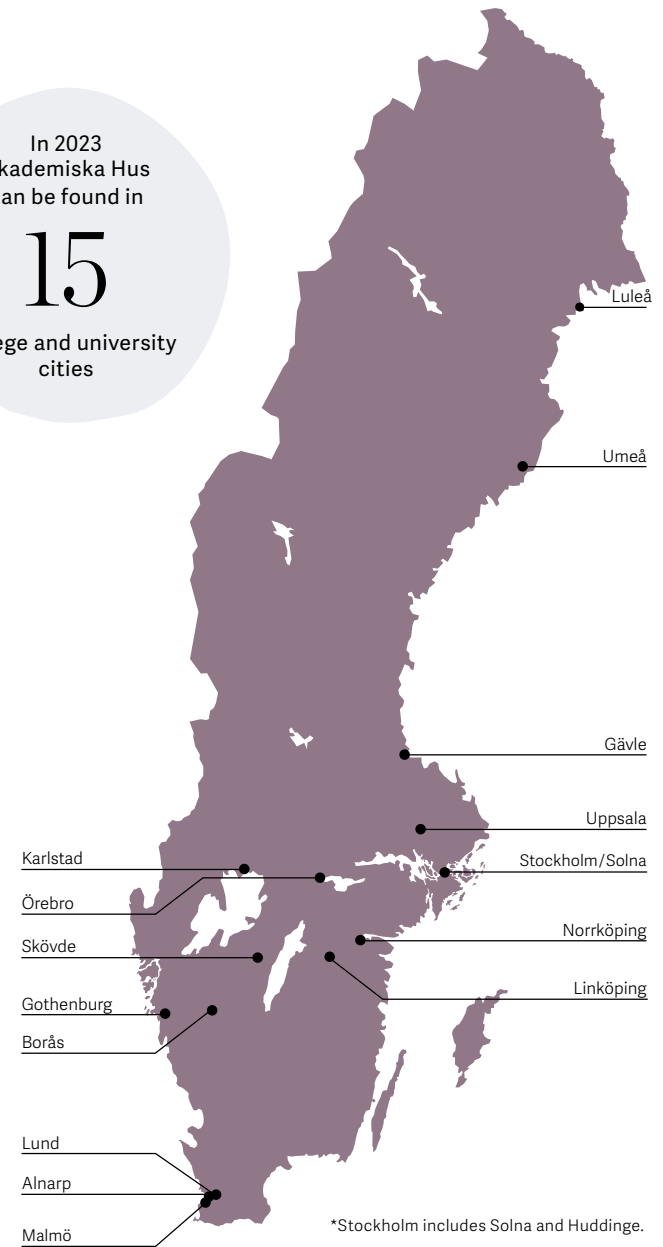 In 2023
kademiska Hus
an be found in
15
ege and university
cities
Luleå
Umeå
Gävle
Uppsala
Stockholm/Solna
Norrköping
Linköping
Karlstad
Örebro
Skövde
Gothenburg
Borås
Lund
Alnarp
Malmö
*Stockholm includes Solna and Huddinge.